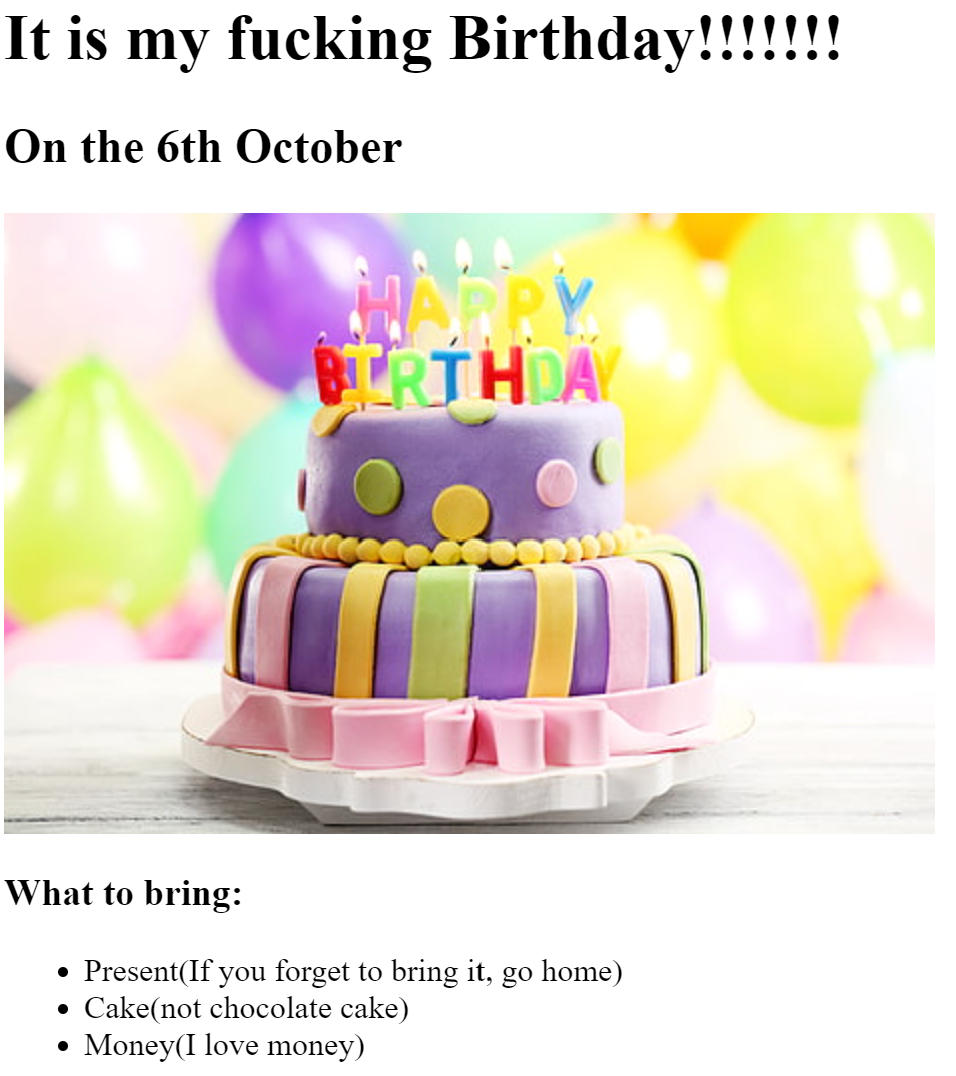 It is my fucking Birthday!!!!!!!
On the 6th October
HAPPY
BIRTHDAY
What to bring:
• Present(If you forget to bring it, go home)
• Cake(not chocolate cake)
• Money(I love money)